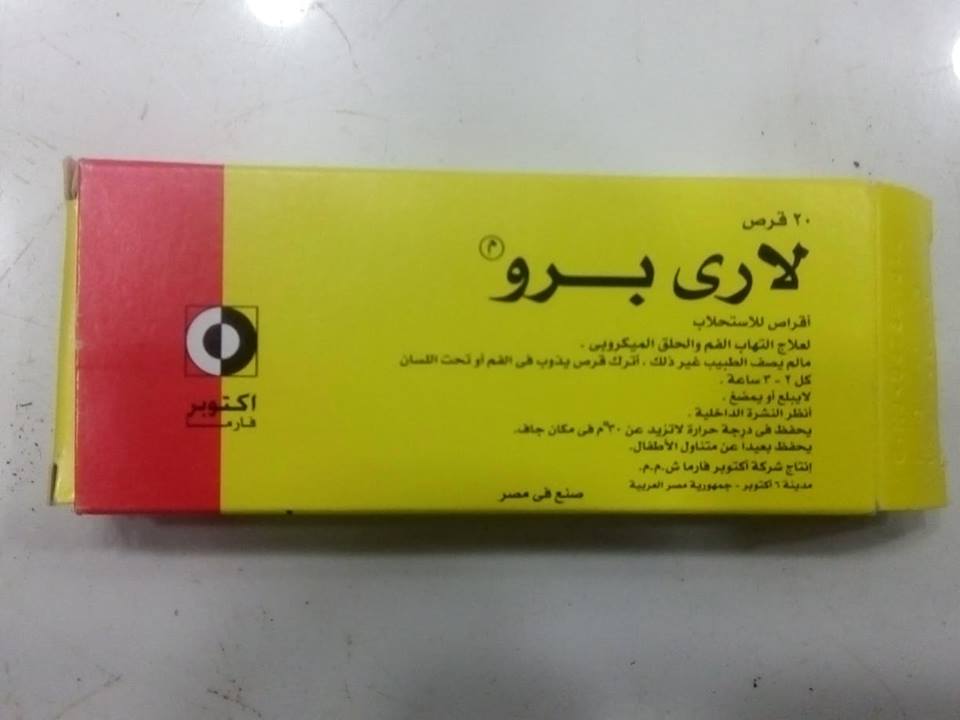 ٢٠ قرص
لارى برو
م
أقراص للاستحلاب
لعلاج التهاب الفم والحلق الميكروبى .
مالم يصف الطبيب غير ذلك ، أترك قرص يذوب فى الفم أو تحت اللسان
كل ٢ - ٣ ساعة .
لايبلع أو يمضغ .
أنظر النشرة الداخلية .
يحفظ فى درجة حرارة لاتزيد عن ٣٠°م فى مكان جاف.
يحفظ بعيدا عن متناول الأطفال.
إنتاج شركة أكتوبر فارما ش.م.م.
مدينة ٦ أكتوبر - جمهورية مصر العربية
صنع فى مصر
اكتوبر
فارما